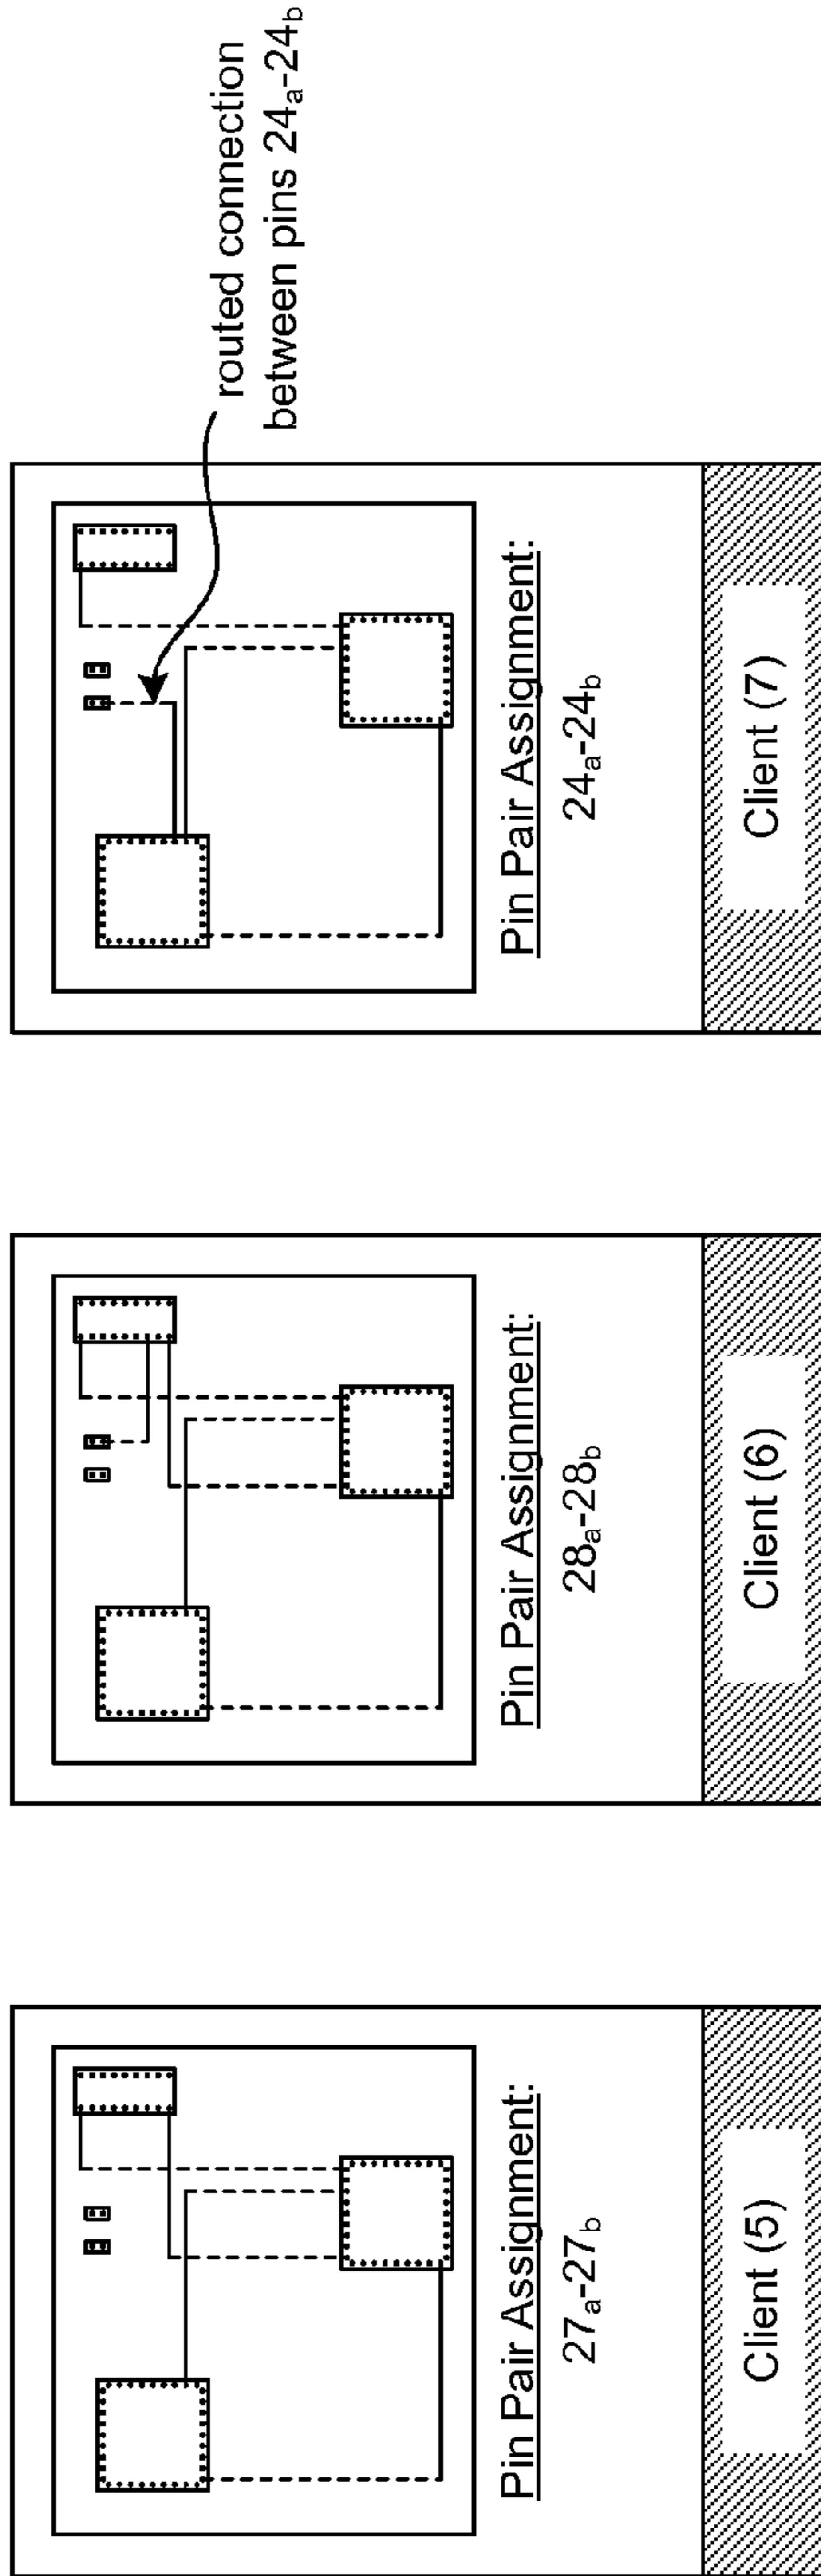 Pin Pair Assignment:
27a-27b
Client (5)
Pin Pair Assignment:
28a-28b
Client (6)
routed connection
between pins 24a-24b
Pin Pair Assignment:
24a-24b
Client (7)